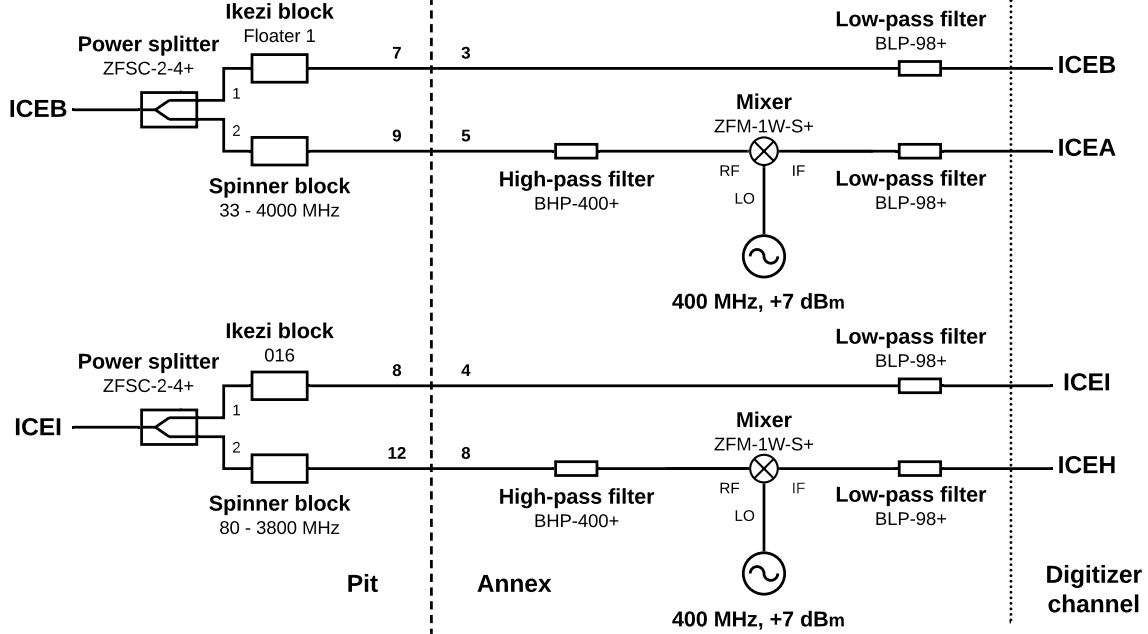 Ikezi block
Floater 1
Power splitter
ZFSC-2-4+
ICEB
1
2
7
3
Low-pass filter
BLP-98+
ICEB
Spinner block
33 - 4000 MHz
9
5
High-pass filter
BHP-400+
Mixer
ZFM-1W-S+
RF
IF
LO
400 MHz, +7 dBm
Low-pass filter
BLP-98+
ICEA
Ikezi block
016
Power splitter
ZFSC-2-4+
ICEI
1
2
8
4
Low-pass filter
BLP-98+
ICEI
Spinner block
80 - 3800 MHz
12
8
High-pass filter
BHP-400+
Mixer
ZFM-1W-S+
RF
IF
LO
400 MHz, +7 dBm
Low-pass filter
BLP-98+
ICEH
Pit
Annex
Digitizer
channel